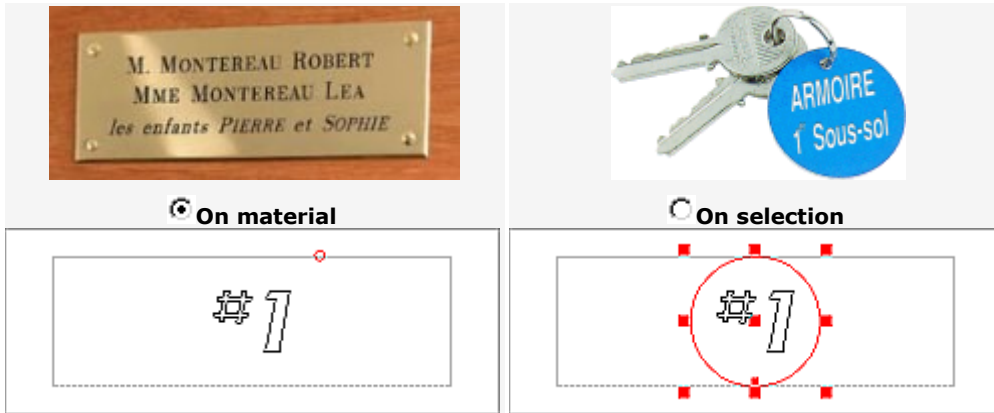 M. MONTEREAU ROBERT
MME MONTEREAU LEA
les enfants PIERRE et SOPHIE
ARMOIRE
1 Sous-sol
On material
On selection
#1
#1